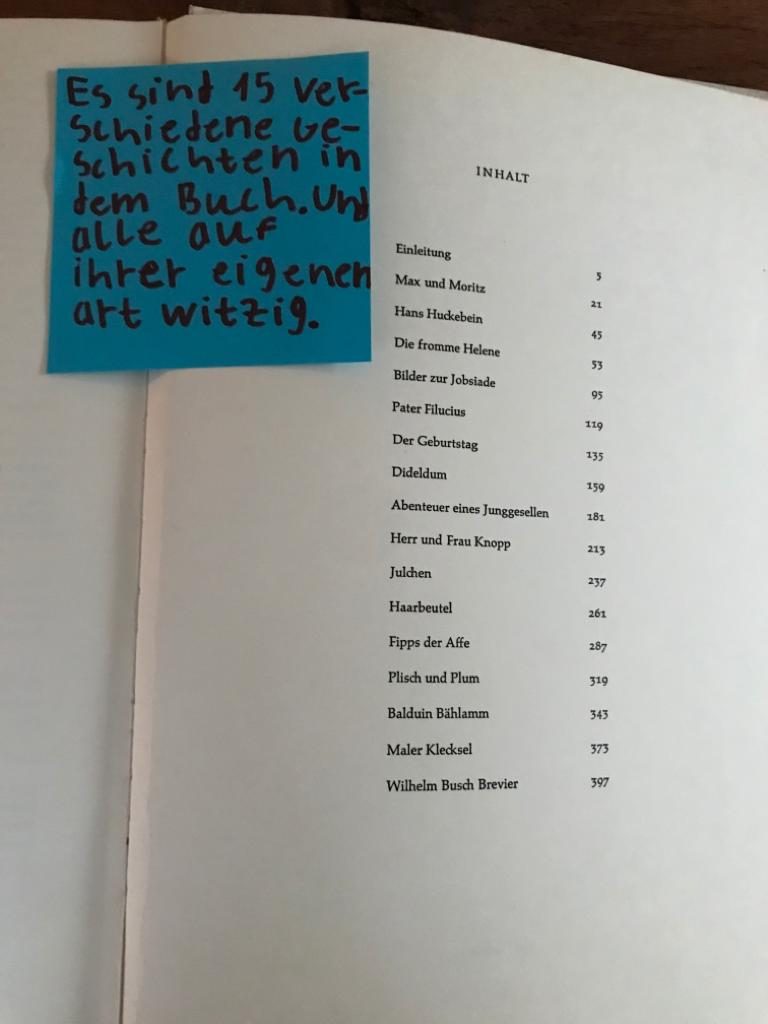 Es sind 15 ver-
schiedene Ge-
schichten in
dem Buch. Und
alle auf
ihrer eigenen
art witzig.
INHALT
Einleitung 5
Max und Moritz 21
Hans Huckebein 45
Die fromme Helene 53
Bilder zur Jobsiade 95
Pater Filucius 119
Der Geburtstag 135
Dideldum 159
Abenteuer eines Junggesellen 181
Herr und Frau Knopp 213
Julchen 237
Haarbeutel 261
Fipps der Affe 287
Plisch und Plum 319
Balduin Bählamm 343
Maler Klecksel 373
Wilhelm Busch Brevier 397